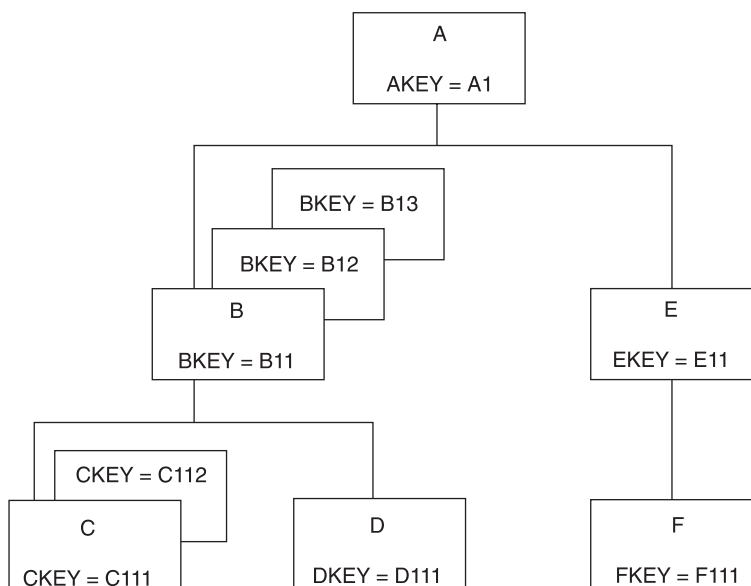 A
AKEY = A1
BKEY = B13
BKEY = B12
B
BKEY = B11
E
EKEY = E11
CKEY = C112
C
CKEY = C111
D
DKEY = D111
F
FKEY = F111